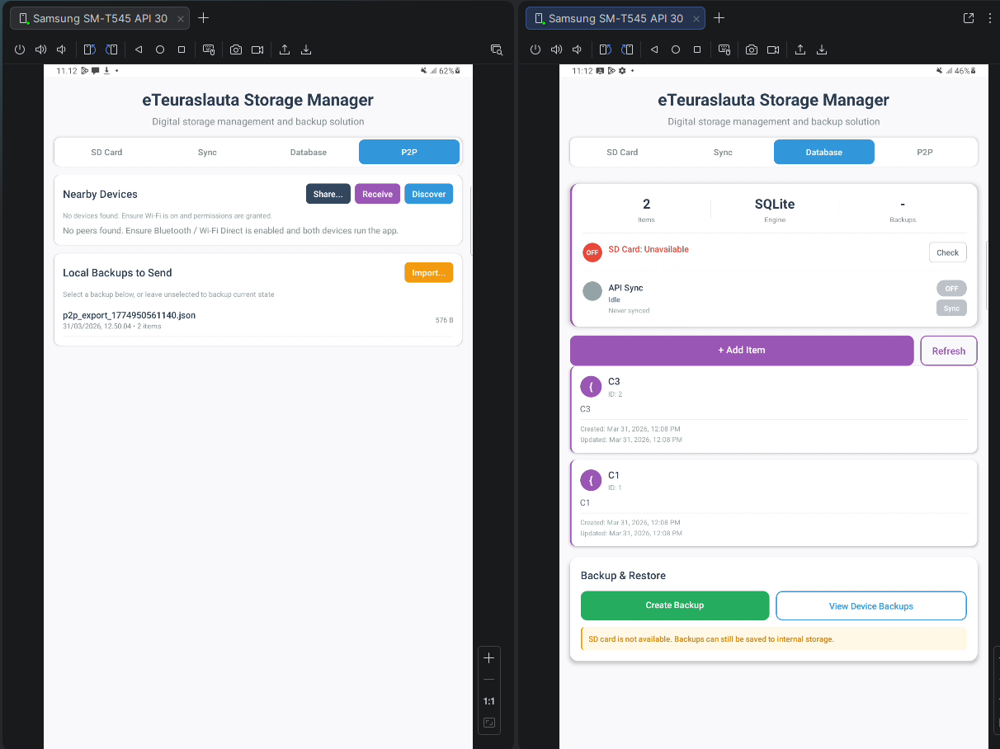 Samsung SM-T545 API 30
11.12
62%
eTeuraslauta Storage Manager
Digital storage management and backup solution
SD Card
Sync
Database
P2P
Nearby Devices
Share...
Receive
Discover
No devices found. Ensure Wi-Fi is on and permissions are granted.
No peers found. Ensure Bluetooth / Wi-Fi Direct is enabled and both devices run the app.
Local Backups to Send
Import...
Select a backup below, or leave unselected to backup current state
p2p_export_1774950561140.json
31/03/2026, 12.50.04 • 2 items
576 B
1:1
Samsung SM-T545 API 30
11:12
46%
eTeuraslauta Storage Manager
Digital storage management and backup solution
SD Card
Sync
Database
P2P
2
Items
SQLite
Engine
-
Backups
OFF
SD Card: Unavailable
Check
API Sync
Idle
Never synced
OFF
Sync
+ Add Item
Refresh
{
C3
ID: 2
C3
Created: Mar 31, 2026, 12:08 PM
Updated: Mar 31, 2026, 12:08 PM
{
C1
ID: 1
C1
Created: Mar 31, 2026, 12:08 PM
Updated: Mar 31, 2026, 12:08 PM
Backup & Restore
Create Backup
View Device Backups
SD card is not available. Backups can still be saved to internal storage.